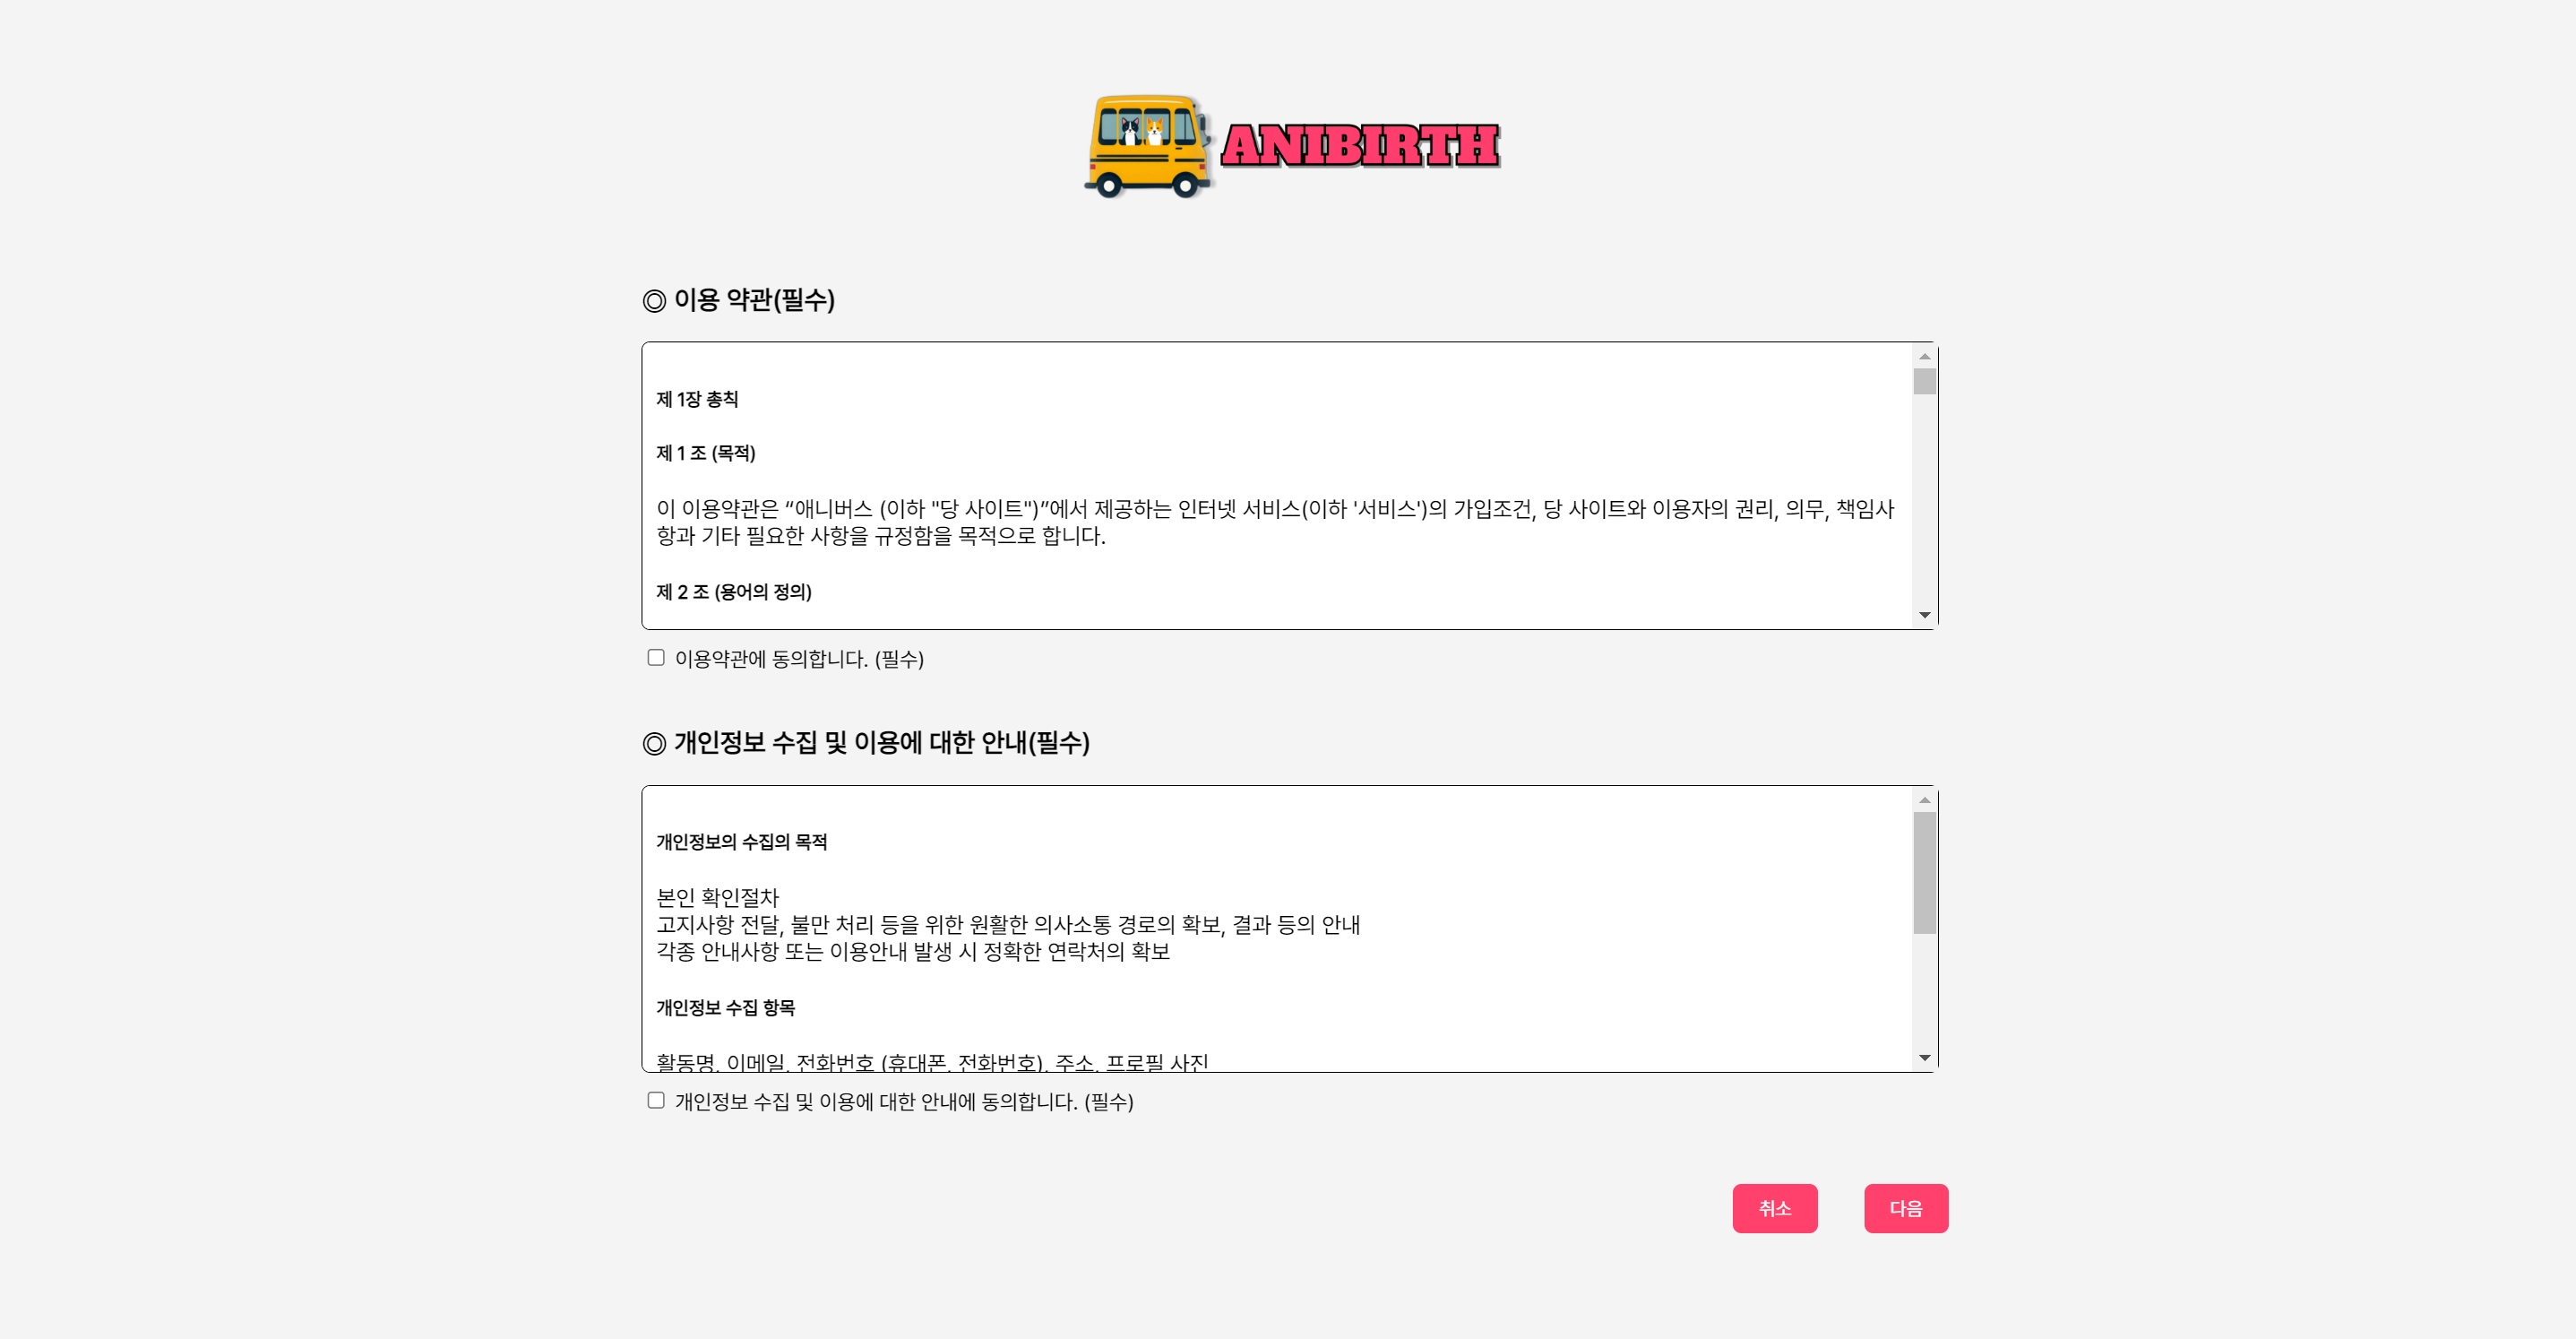 ANIBIRTH
◎ 이용 약관(필수)
제 1장 총칙
제 1 조 (목적)
이 이용약관은 “애니버스 (이하 "당 사이트")”에서 제공하는 인터넷 서비스(이하 '서비스')의 가입조건, 당 사이트와 이용자의 권리, 의무, 책임사
항과 기타 필요한 사항을 규정함을 목적으로 합니다.
제 2 조 (용어의 정의)
이용약관에 동의합니다. (필수)
◎ 개인정보 수집 및 이용에 대한 안내(필수)
개인정보의 수집의 목적
본인 확인절차
고지사항 전달, 불만 처리 등을 위한 원활한 의사소통 경로의 확보, 결과 등의 안내
각종 안내사항 또는 이용안내 발생 시 정확한 연락처의 확보
개인정보 수집 항목
활동명, 이메일, 전화번호 (휴대폰, 전화번호), 주소, 프로필 사진
개인정보 수집 및 이용에 대한 안내에 동의합니다. (필수)
취소
다음